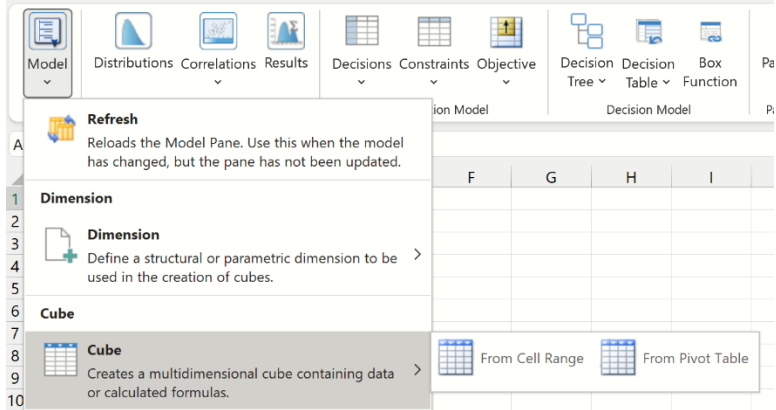 Model
Distributions
Correlations
Results
Decisions
Constraints
Objective
Decision
Tree
Decision
Table
Box
Function
ion Model
Decision Model
Refresh
Reloads the Model Pane. Use this when the model
has changed, but the pane has not been updated.
Dimension
Dimension
Define a structural or parametric dimension to be
used in the creation of cubes.
Cube
Cube
Creates a multidimensional cube containing data
or calculated formulas.
From Cell Range
From Pivot Table
A
F G H I
1
2
3
4
5
6
7
8
9
10
Pa
P